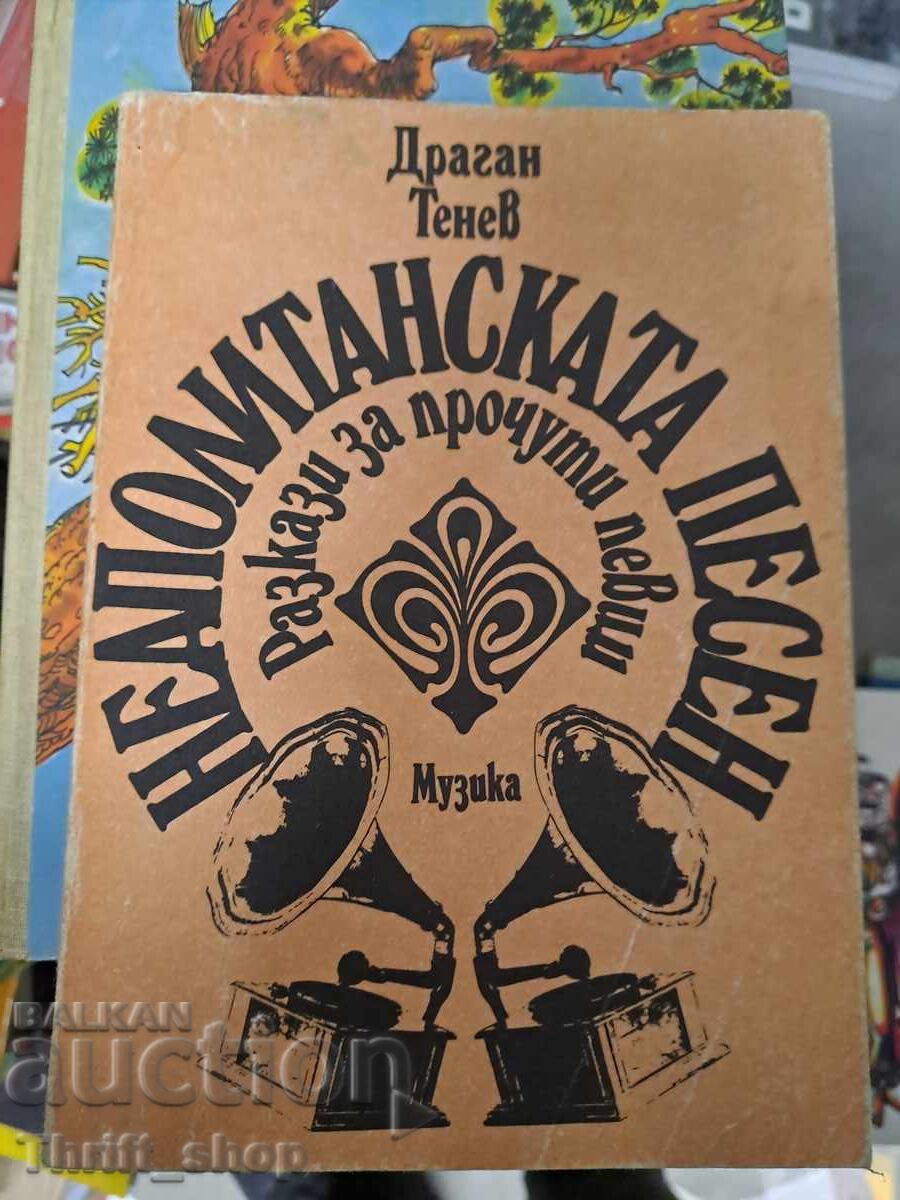 Драган
Тенев
НЕАПОЛИТАНСКАТА ПЕСЕН
Разкази за прочути певци
Музика
BALKAN
auction
Thrift_shop